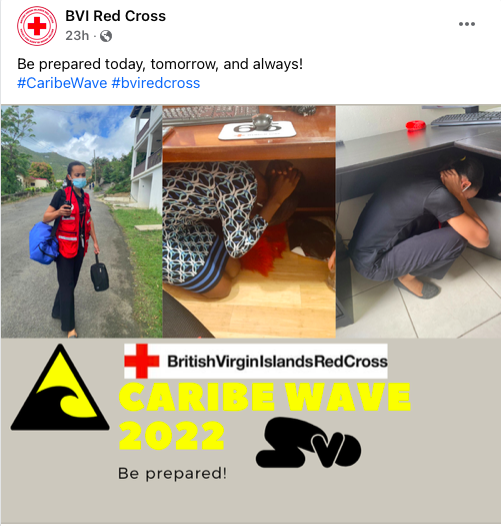 BVI Red Cross
23h ·
Be prepared today, tomorrow, and always!
#CaribeWave #bviredcross
BritishVirginIslandsRedCross
CARIBE WAVE
2022
Be prepared!